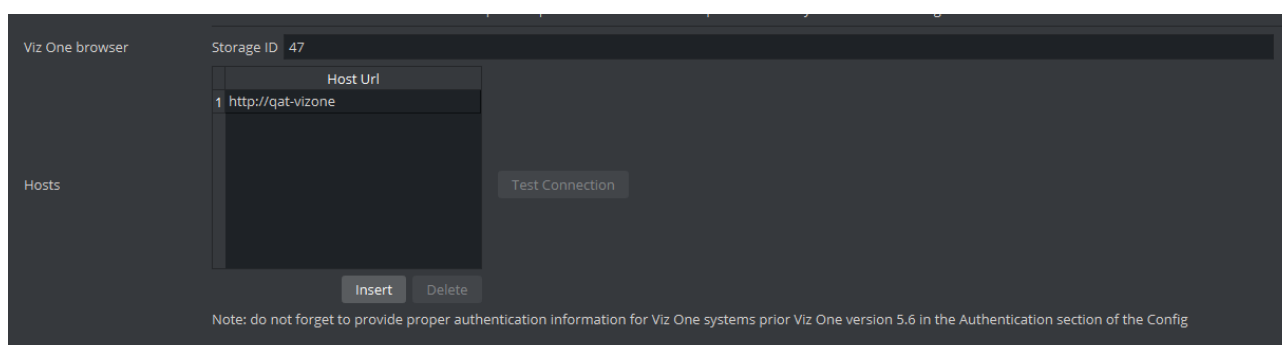 Viz One browser
Storage ID 47
Host Url
1 http://qat-vizone
Hosts
Test Connection
Insert Delete
Note: do not forget to provide proper authentication information for Viz One systems prior Viz One version 5.6 in the Authentication section of the Config